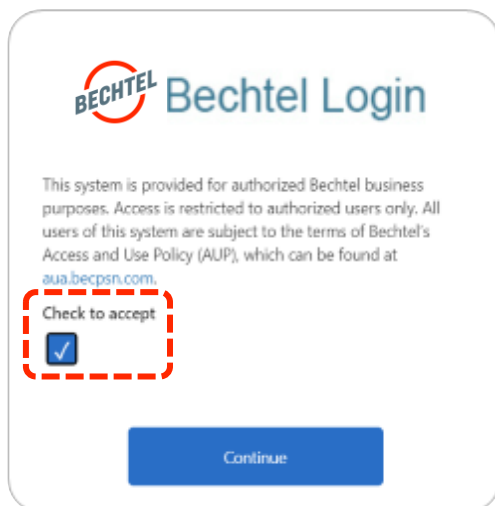 BECHTEL Bechtel Login
This system is provided for authorized Bechtel business
purposes. Access is restricted to authorized users only. All
users of this system are subject to the terms of Bechtel's
Access and Use Policy (AUP), which can be found at
aua.becpsn.com.
Check to accept
Continue